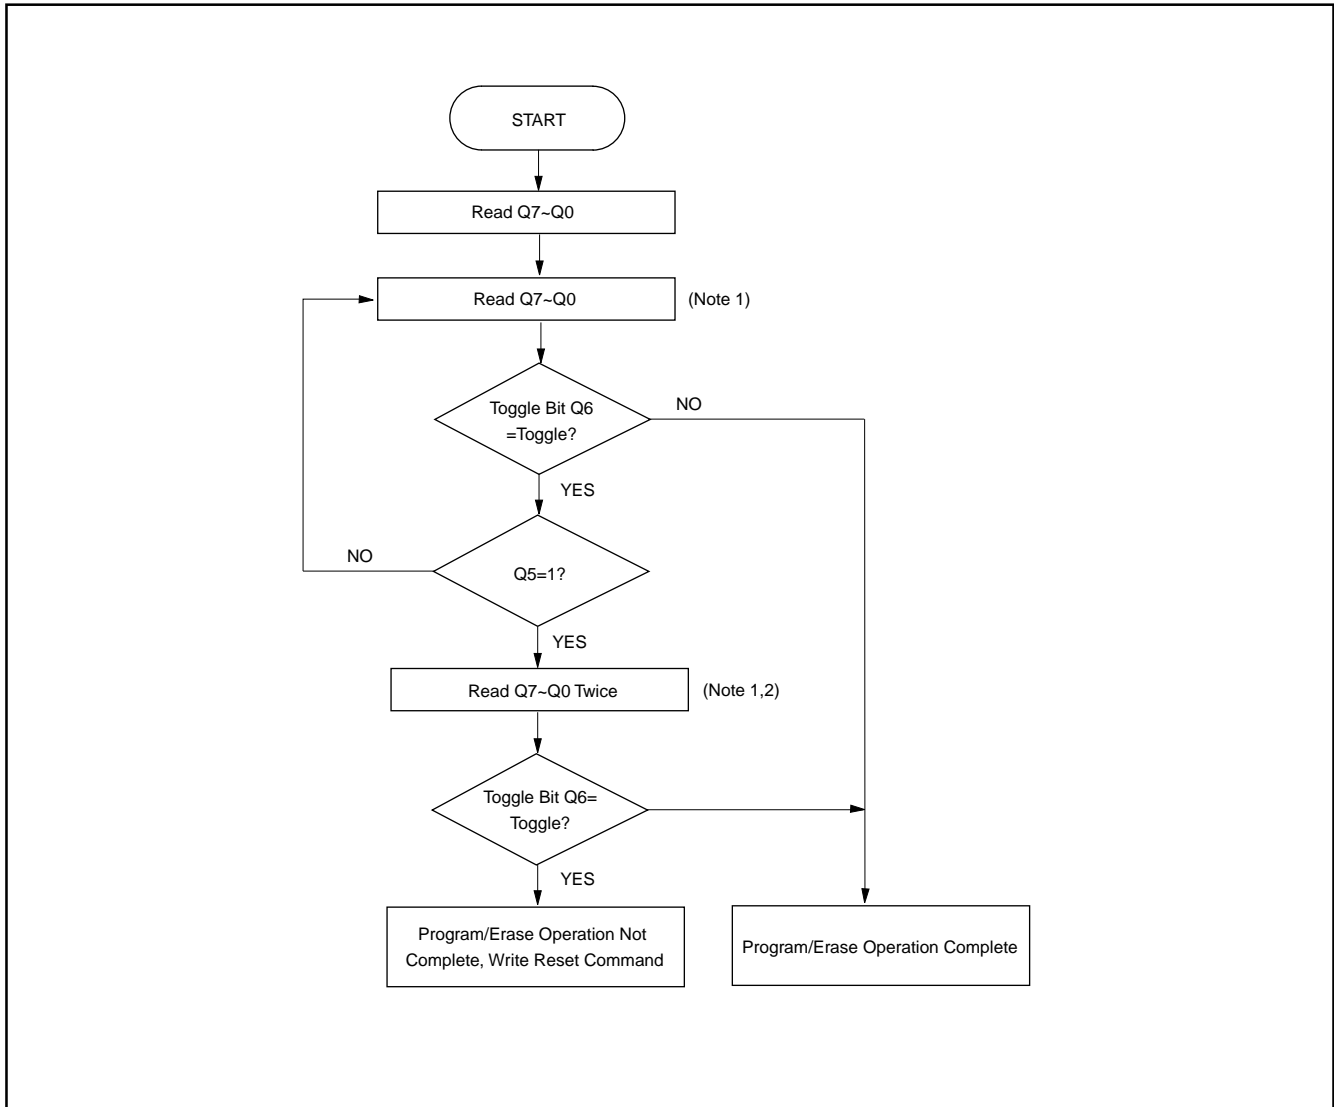 START
Read Q7~Q0
Read Q7~Q0
(Note 1)
Toggle Bit Q6
=Toggle?
NO
YES
NO
Q5=1?
YES
Read Q7~Q0 Twice
(Note 1,2)
Toggle Bit Q6=
Toggle?
YES
Program/Erase Operation Not
Complete, Write Reset Command
Program/Erase Operation Complete